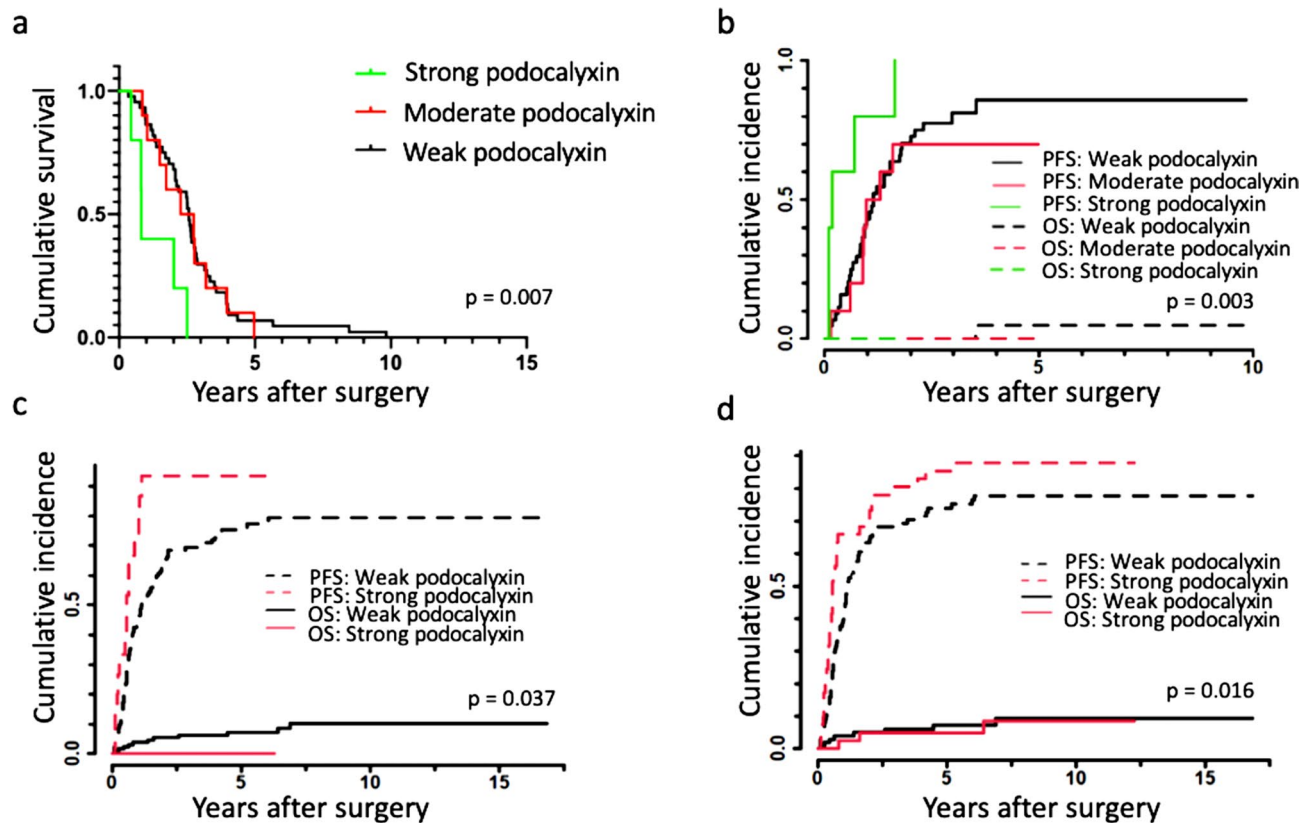 a
Cumulative survival
1.0
0.5
0.0
0
5
10
15
Years after surgery
Strong podocalyxin
Moderate podocalyxin
Weak podocalyxin
p = 0.007
b
Cumulative incidence
1.0
0.5
0.0
0
5
10
Years after surgery
PFS: Weak podocalyxin
PFS: Moderate podocalyxin
PFS: Strong podocalyxin
OS: Weak podocalyxin
OS: Moderate podocalyxin
OS: Strong podocalyxin
p = 0.003
c
Cumulative incidence
0.5
0.0
0
5
10
15
Years after surgery
PFS: Weak podocalyxin
PFS: Strong podocalyxin
OS: Weak podocalyxin
OS: Strong podocalyxin
p = 0.037
d
Cumulative incidence
0.5
0.0
0
5
10
15
Years after surgery
PFS: Weak podocalyxin
PFS: Strong podocalyxin
OS: Weak podocalyxin
OS: Strong podocalyxin
p = 0.016